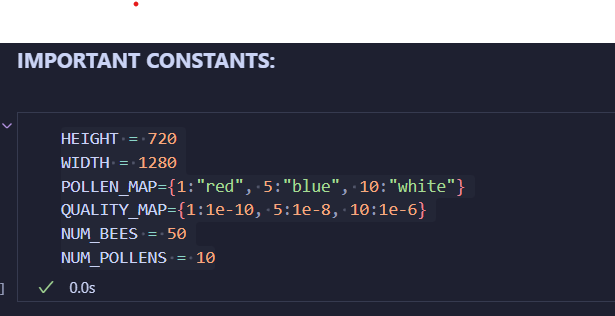 IMPORTANT CONSTANTS:
HEIGHT = 720
WIDTH = 1280
POLLEN_MAP={1:"red", 5:"blue", 10:"white"}
QUALITY_MAP={1:1e-10, 5:1e-8, 10:1e-6}
NUM_BEES = 50
NUM_POLLENS = 10
] ✓ 0.0s